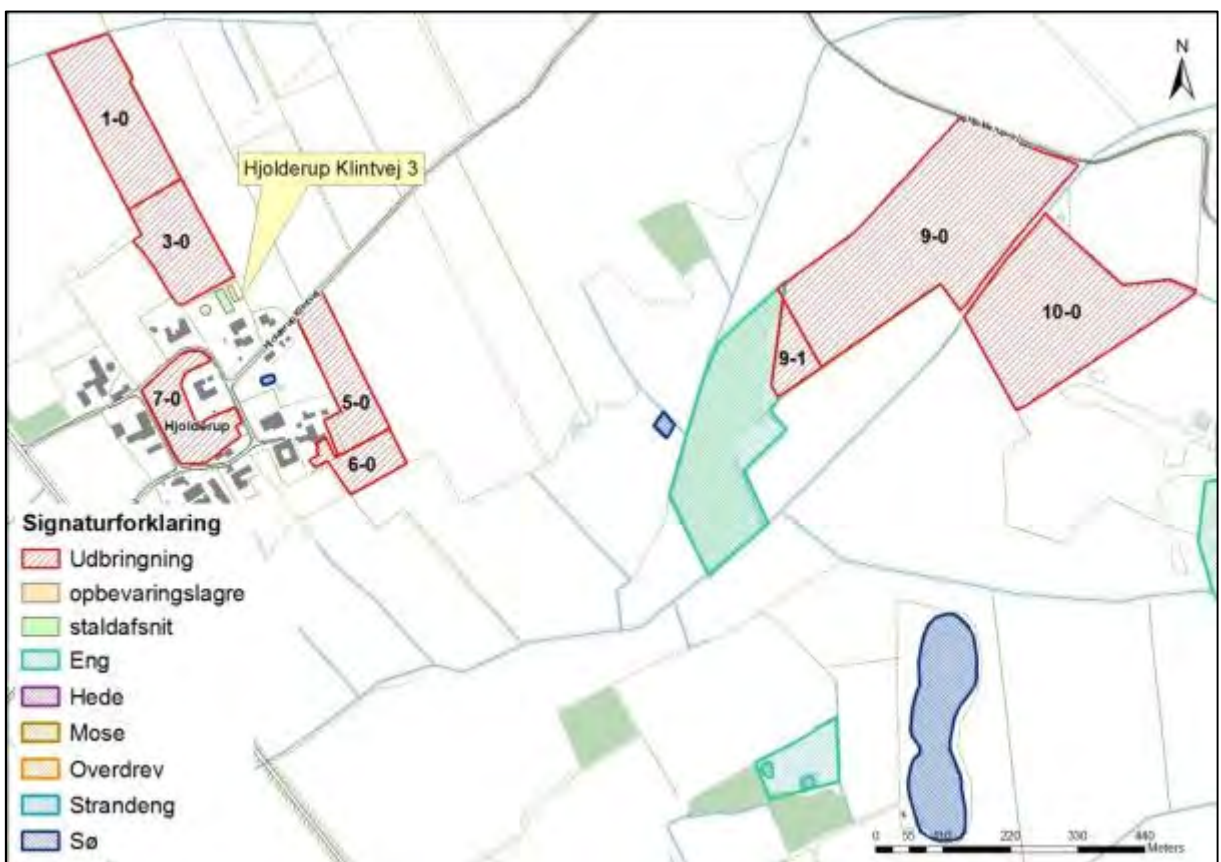 N
1-0
Hjolderup Klintvej 3
3-0
9-0
10-0
9-1
7-0
5-0
Hjolderup
6-0
Signaturforklaring
Udbringning
opbevaringslagre
staldafsnit
Eng
Hede
Mose
Overdrev
Strandeng
Sø
0 55 110 220 330 440
Meters